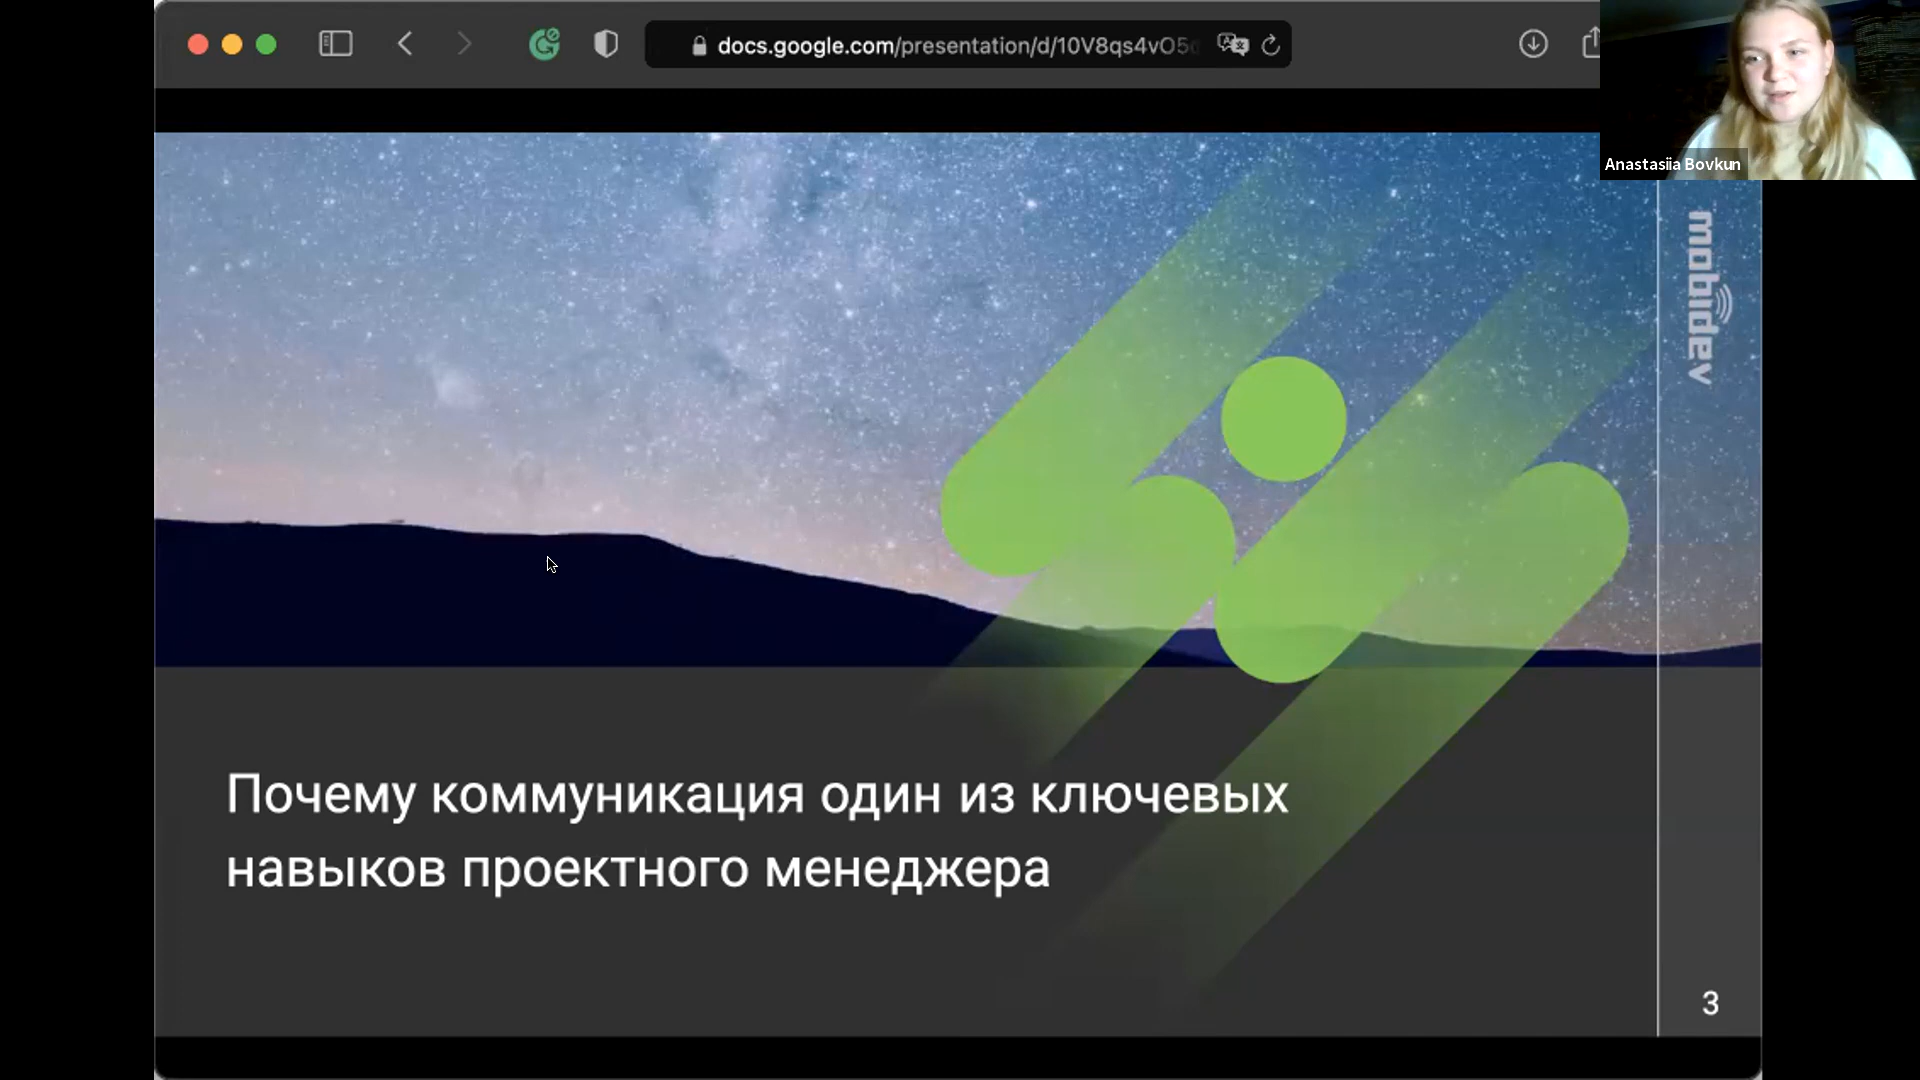 docs.google.com/presentation/d/10V8qs4vO5
Anastasiia Bovkun
mobidev
Почему коммуникация один из ключевых
навыков проектного менеджера
3